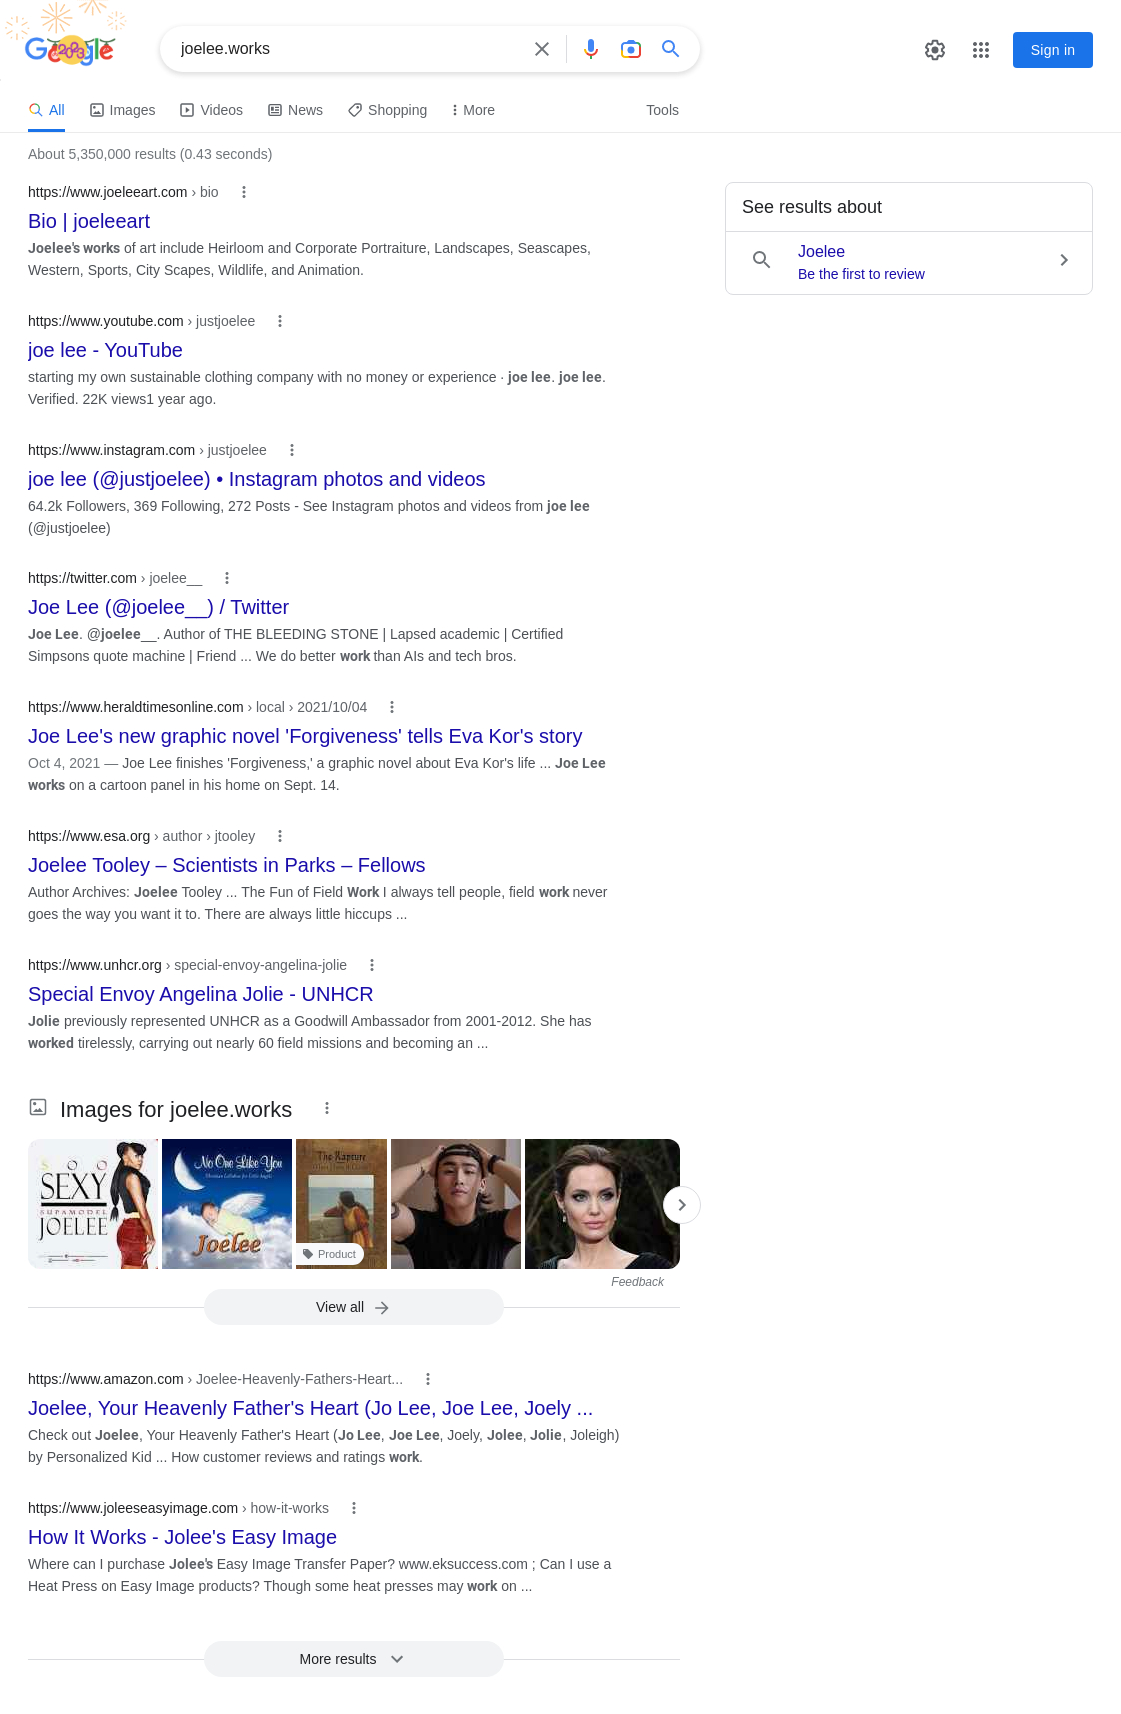 Google
2023
joelee.works
Sign in
All
Images
Videos
News
Shopping
More
Tools
About 5,350,000 results (0.43 seconds)
https://www.joeleeart.com › bio
Bio | joeleeart
Joelee's works of art include Heirloom and Corporate Portraiture, Landscapes, Seascapes,
Western, Sports, City Scapes, Wildlife, and Animation.
https://www.youtube.com › justjoelee
joe lee - YouTube
starting my own sustainable clothing company with no money or experience · joe lee. joe lee.
Verified. 22K views1 year ago.
https://www.instagram.com › justjoelee
joe lee (@justjoelee) • Instagram photos and videos
64.2k Followers, 369 Following, 272 Posts - See Instagram photos and videos from joe lee
(@justjoelee)
https://twitter.com › joelee__
Joe Lee (@joelee__) / Twitter
Joe Lee. @joelee__. Author of THE BLEEDING STONE | Lapsed academic | Certified
Simpsons quote machine | Friend ... We do better work than AIs and tech bros.
https://www.heraldtimesonline.com › local › 2021/10/04
Joe Lee's new graphic novel 'Forgiveness' tells Eva Kor's story
Oct 4, 2021 — Joe Lee finishes 'Forgiveness,' a graphic novel about Eva Kor's life ... Joe Lee
works on a cartoon panel in his home on Sept. 14.
https://www.esa.org › author › jtooley
Joelee Tooley – Scientists in Parks – Fellows
Author Archives: Joelee Tooley ... The Fun of Field Work I always tell people, field work never
goes the way you want it to. There are always little hiccups ...
https://www.unhcr.org › special-envoy-angelina-jolie
Special Envoy Angelina Jolie - UNHCR
Jolie previously represented UNHCR as a Goodwill Ambassador from 2001-2012. She has
worked tirelessly, carrying out nearly 60 field missions and becoming an ...
Images for joelee.works
SOO
SEXY
SUPAMODEL
JOELEE
No One Like You
Christian Lullabies for Little Angels
Joelee
The Rapture
Product
Feedback
View all
https://www.amazon.com › Joelee-Heavenly-Fathers-Heart...
Joelee, Your Heavenly Father's Heart (Jo Lee, Joe Lee, Joely ...
Check out Joelee, Your Heavenly Father's Heart (Jo Lee, Joe Lee, Joely, Jolee, Jolie, Joleigh)
by Personalized Kid ... How customer reviews and ratings work.
https://www.joleeseasyimage.com › how-it-works
How It Works - Jolee's Easy Image
Where can I purchase Jolee's Easy Image Transfer Paper? www.eksuccess.com ; Can I use a
Heat Press on Easy Image products? Though some heat presses may work on ...
More results
See results about
Joelee
Be the first to review